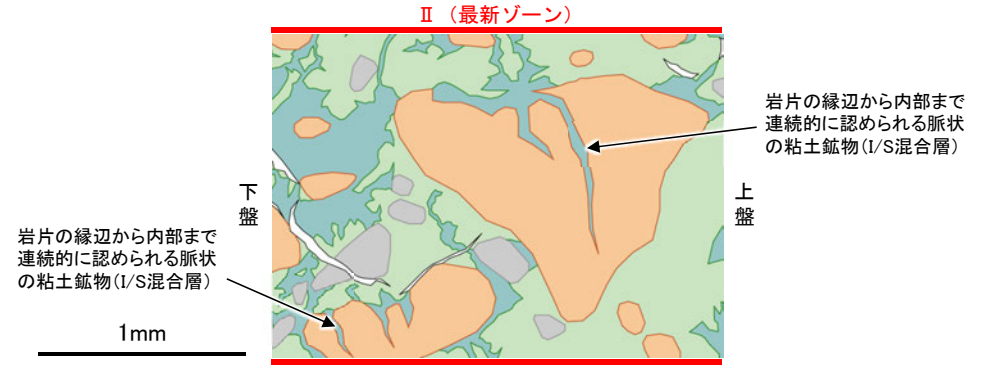 Ⅱ（最新ゾーン）
岩片の縁辺から内部まで
連続的に認められる脈状
の粘土鉱物(I/S混合層)
下
盤
上
盤
岩片の縁辺から内部まで
連続的に認められる脈状
の粘土鉱物(I/S混合層)
1mm